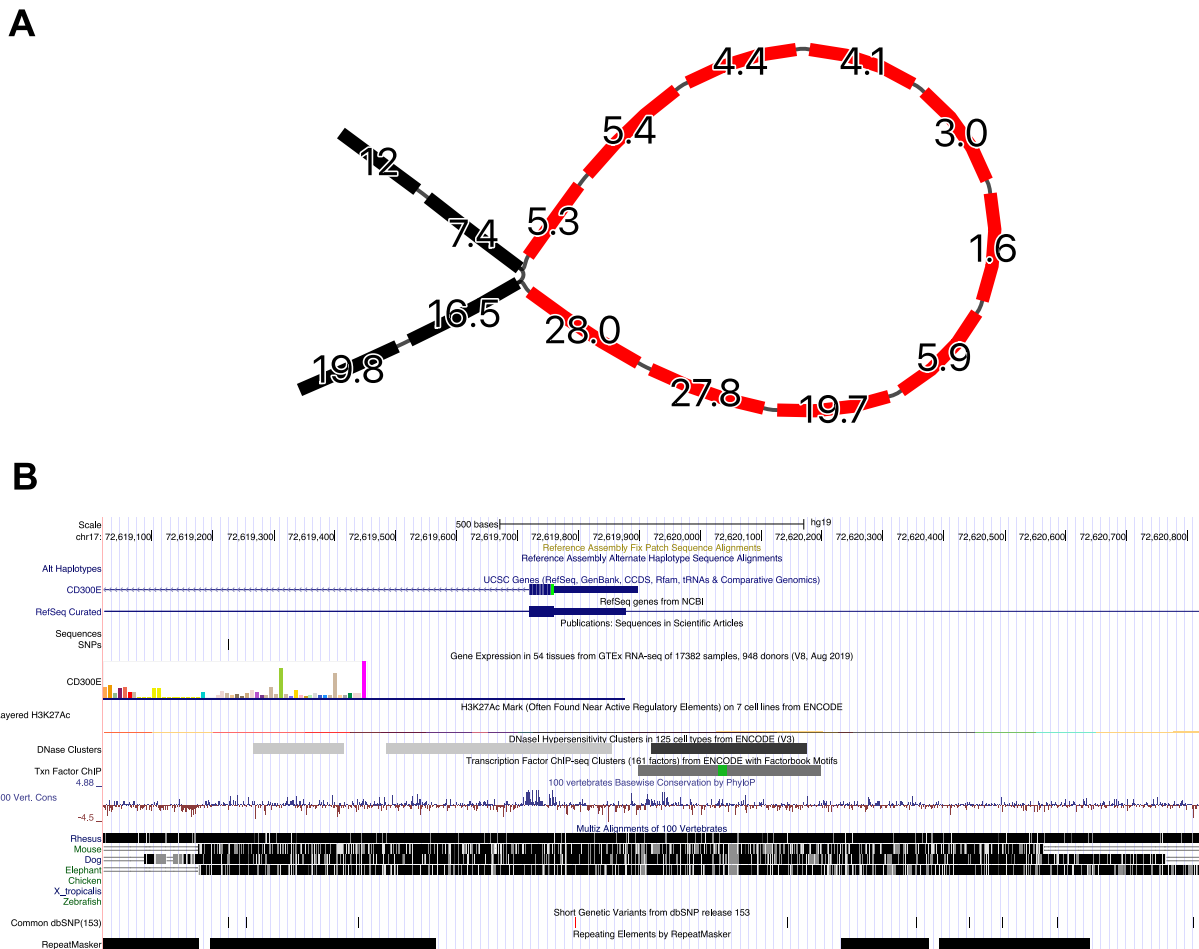 A
4.4
4.1
5.4
3.0
12
5.3
7.4
1.6
16.5
28.0
5.9
19.8
27.8
19.7
B
Scale 500 bases hg19
chr17: 72,619,100 72,619,200 72,619,300 72,619,400 72,619,500 72,619,600 72,619,700 72,619,800 72,619,900 72,620,000 72,620,100 72,620,200 72,620,300 72,620,400 72,620,500 72,620,600 72,620,700 72,620,800
Reference Assembly Fix Patch Sequence Alignments
Reference Assembly Alternate Haplotype Sequence Alignments
Alt Haplotypes
UCSC Genes (RefSeq, GenBank, CCDS, Rfam, tRNAs & Comparative Genomics)
CD300E
RefSeq genes from NCBI
RefSeq Curated
Publications: Sequences in Scientific Articles
Sequences
SNPs
Gene Expression in 54 tissues from GTEx RNA-seq of 17382 samples, 948 donors (V8, Aug 2019)
CD300E
H3K27Ac Mark (Often Found Near Active Regulatory Elements) on 7 cell lines from ENCODE
ayered H3K27Ac
DNaseI Hypersensitivity Clusters in 125 cell types from ENCODE (V3)
DNase Clusters
Transcription Factor ChIP-seq Clusters (161 factors) from ENCODE with Factorbook Motifs
Txn Factor ChIP
4.88
100 vertebrates Basewise Conservation by PhyloP
00 Vert. Cons
-4.5
Multiz Alignments of 100 Vertebrates
Rhesus
Mouse
Dog
Elephant
Chicken
X_tropicalis
Zebrafish
Short Genetic Variants from dbSNP release 153
Common dbSNP(153)
Repeating Elements by RepeatMasker
RepeatMasker